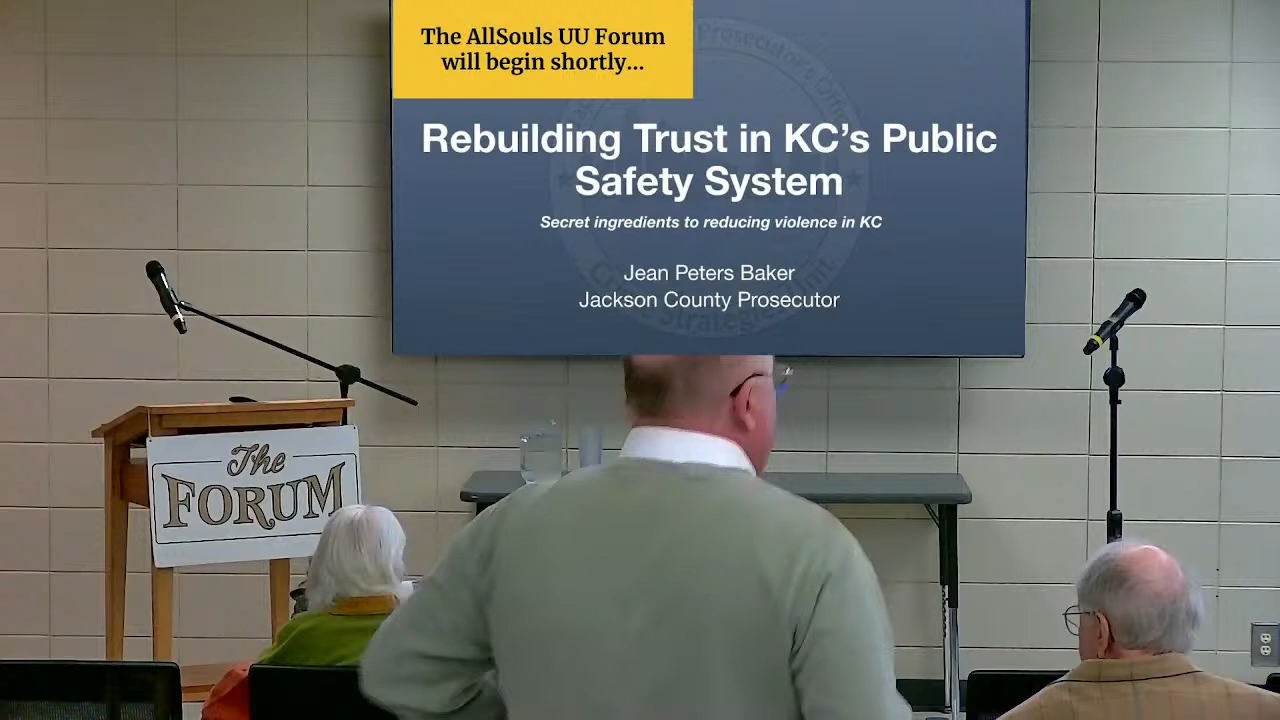 The AllSouls UU Forum
will begin shortly...
Rebuilding Trust in KC's Public
Safety System
Secret ingredients to reducing violence in KC
Jean Peters Baker
Jackson County Prosecutor
The
FORUM